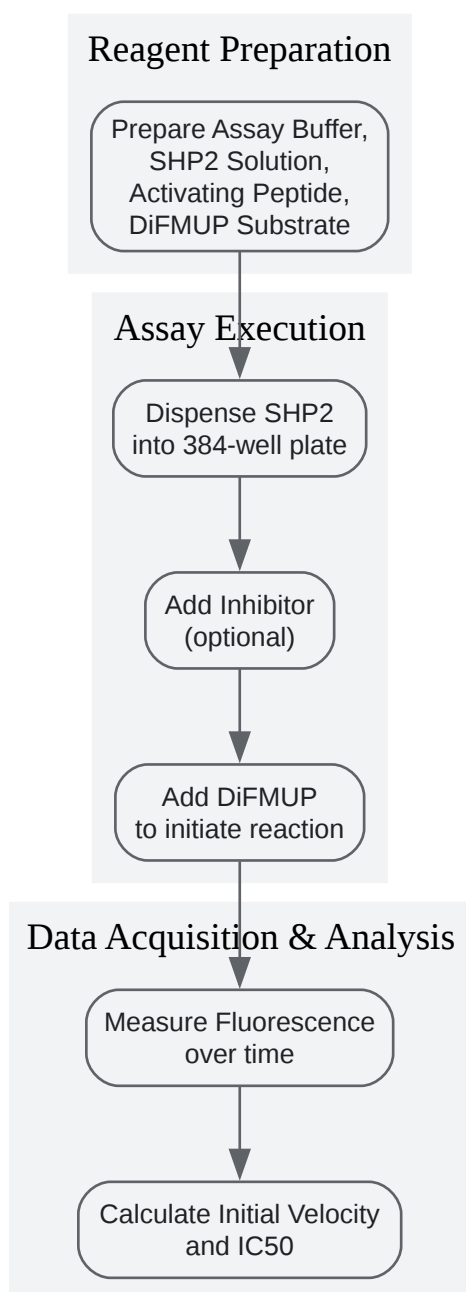 Reagent Preparation
Prepare Assay Buffer,
SHP2 Solution,
Activating Peptide,
DiFMUP Substrate
Assay Execution
Dispense SHP2
into 384-well plate
Add Inhibitor
(optional)
Add DiFMUP
to initiate reaction
Data Acquisition & Analysis
Measure Fluorescence
over time
Calculate Initial Velocity
and IC50